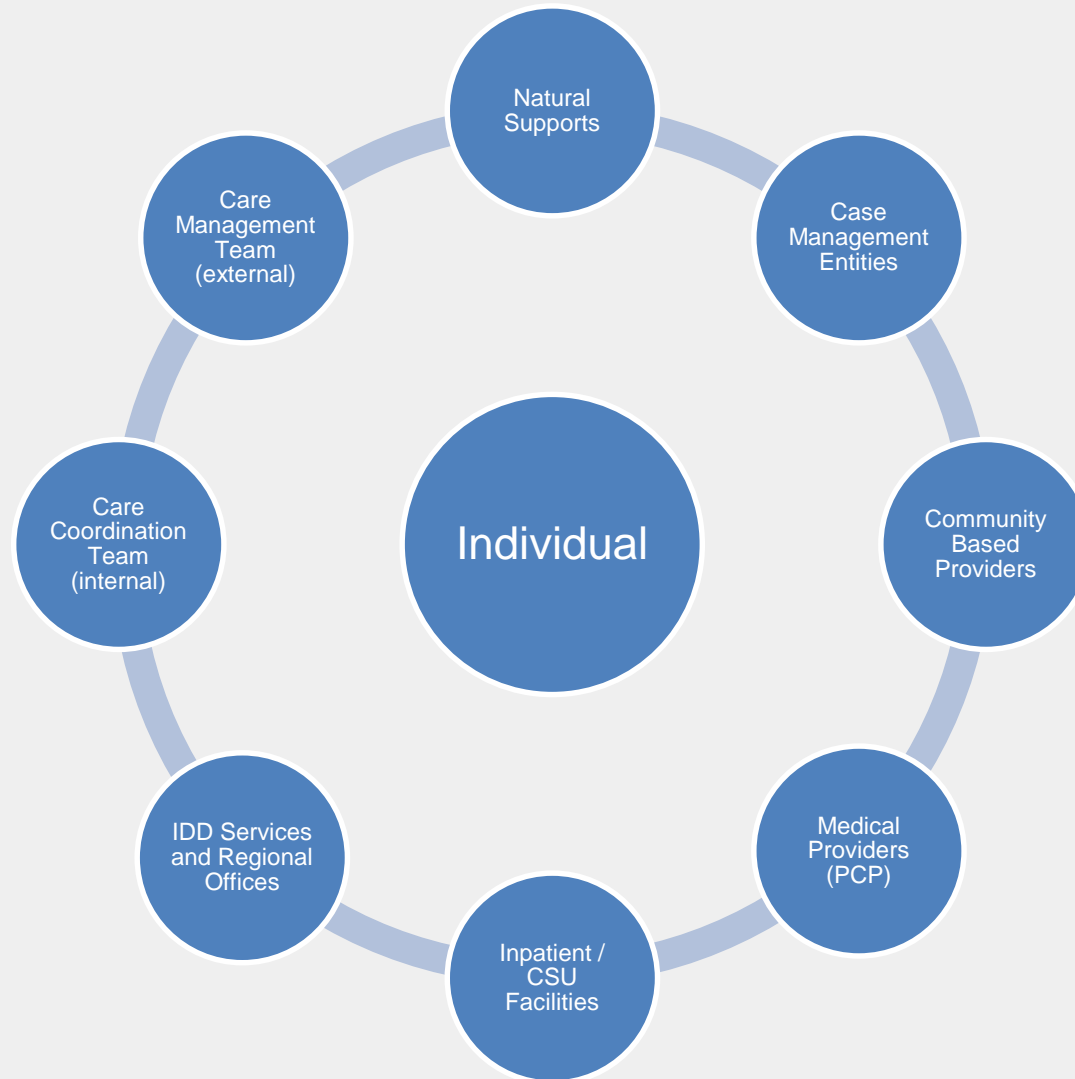 Natural
Supports
Case
Management
Entities
Community
Based
Providers
Medical
Providers
(PCP)
Inpatient /
CSU
Facilities
IDD Services
and Regional
Offices
Care
Coordination
Team
(internal)
Care
Management
Team
(external)
Individual